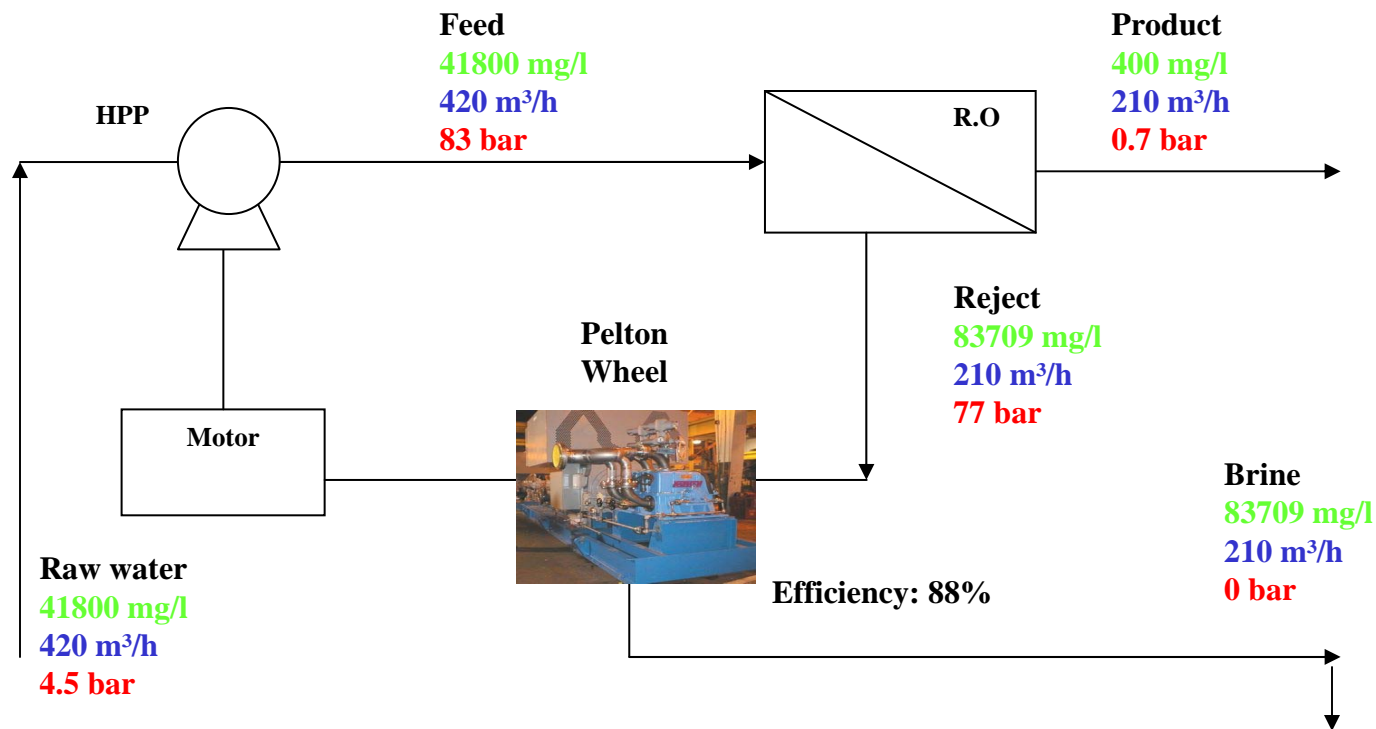 Feed
41800 mg/l
420 m³/h
83 bar
Product
400 mg/l
210 m³/h
0.7 bar
HPP
R.O
Reject
83709 mg/l
210 m³/h
77 bar
Pelton
Wheel
Motor
Brine
83709 mg/l
210 m³/h
0 bar
Efficiency: 88%
Raw water
41800 mg/l
420 m³/h
4.5 bar